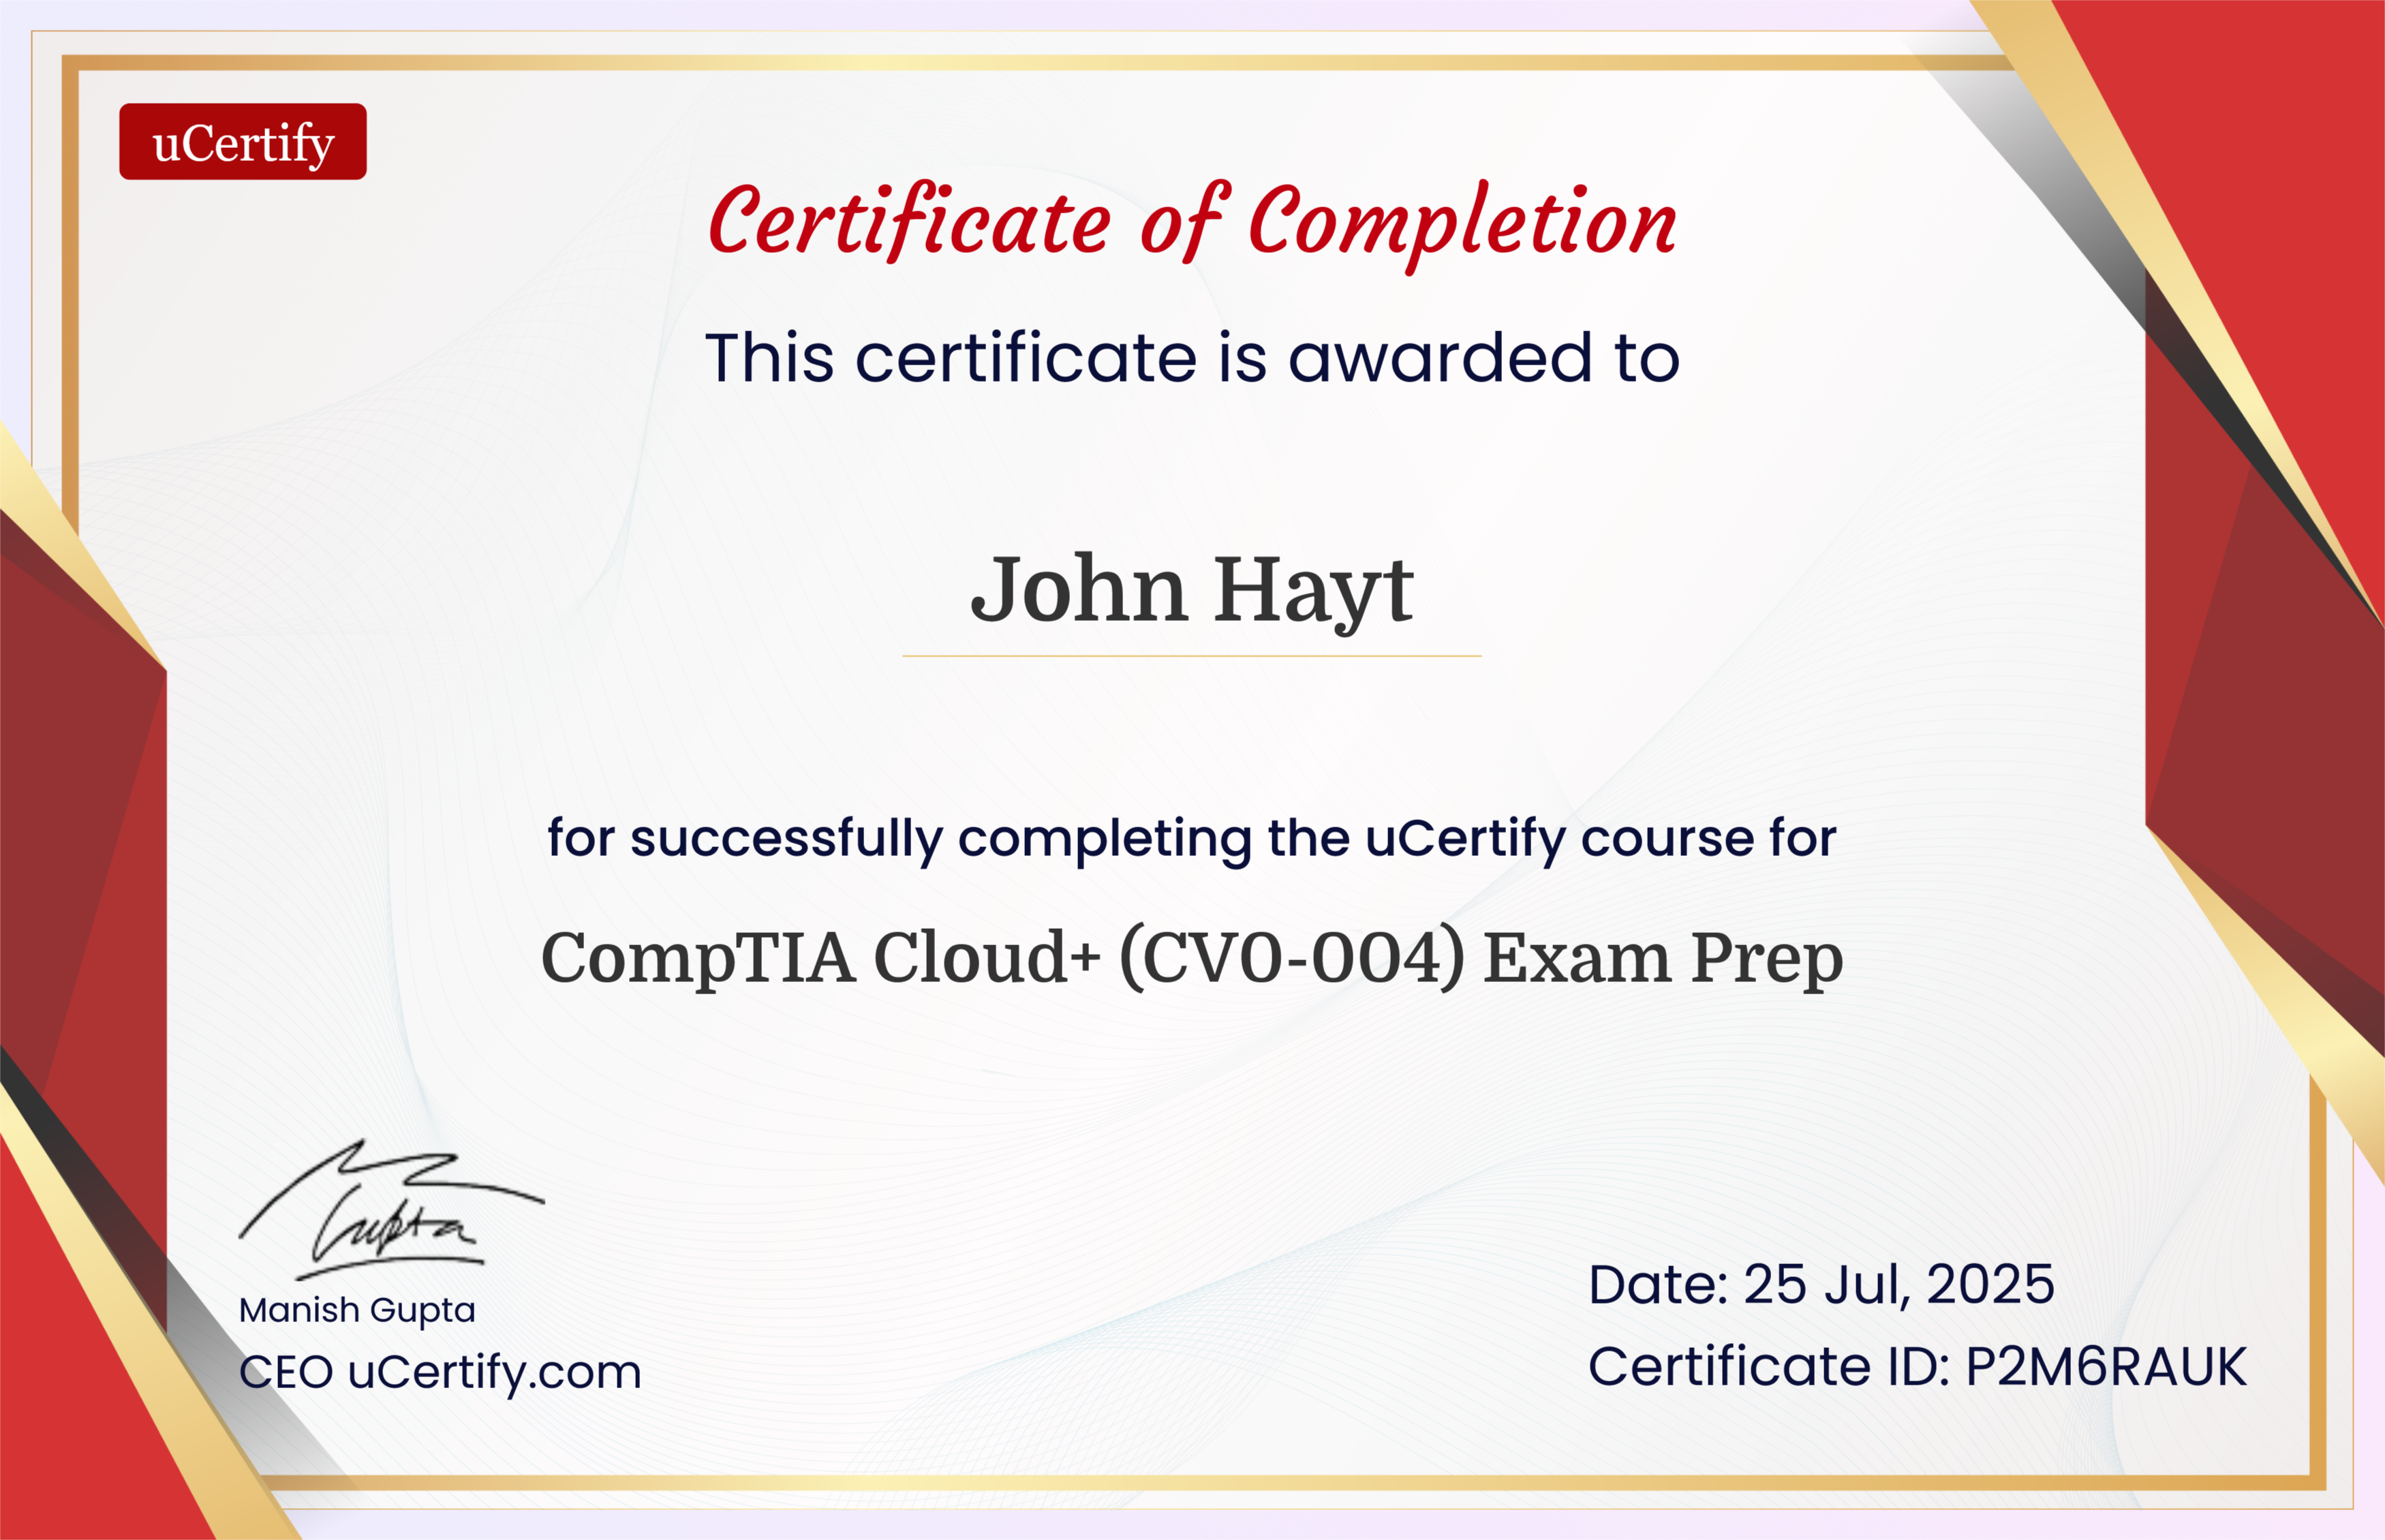 uCertify
Certificate of Completion
This certificate is awarded to
John Hayt
for successfully completing the uCertify course for
CompTIA Cloud+ (CV0-004) Exam Prep
Gupta
Manish Gupta
CEO uCertify.com
Date: 25 Jul, 2025
Certificate ID: P2M6RAUK